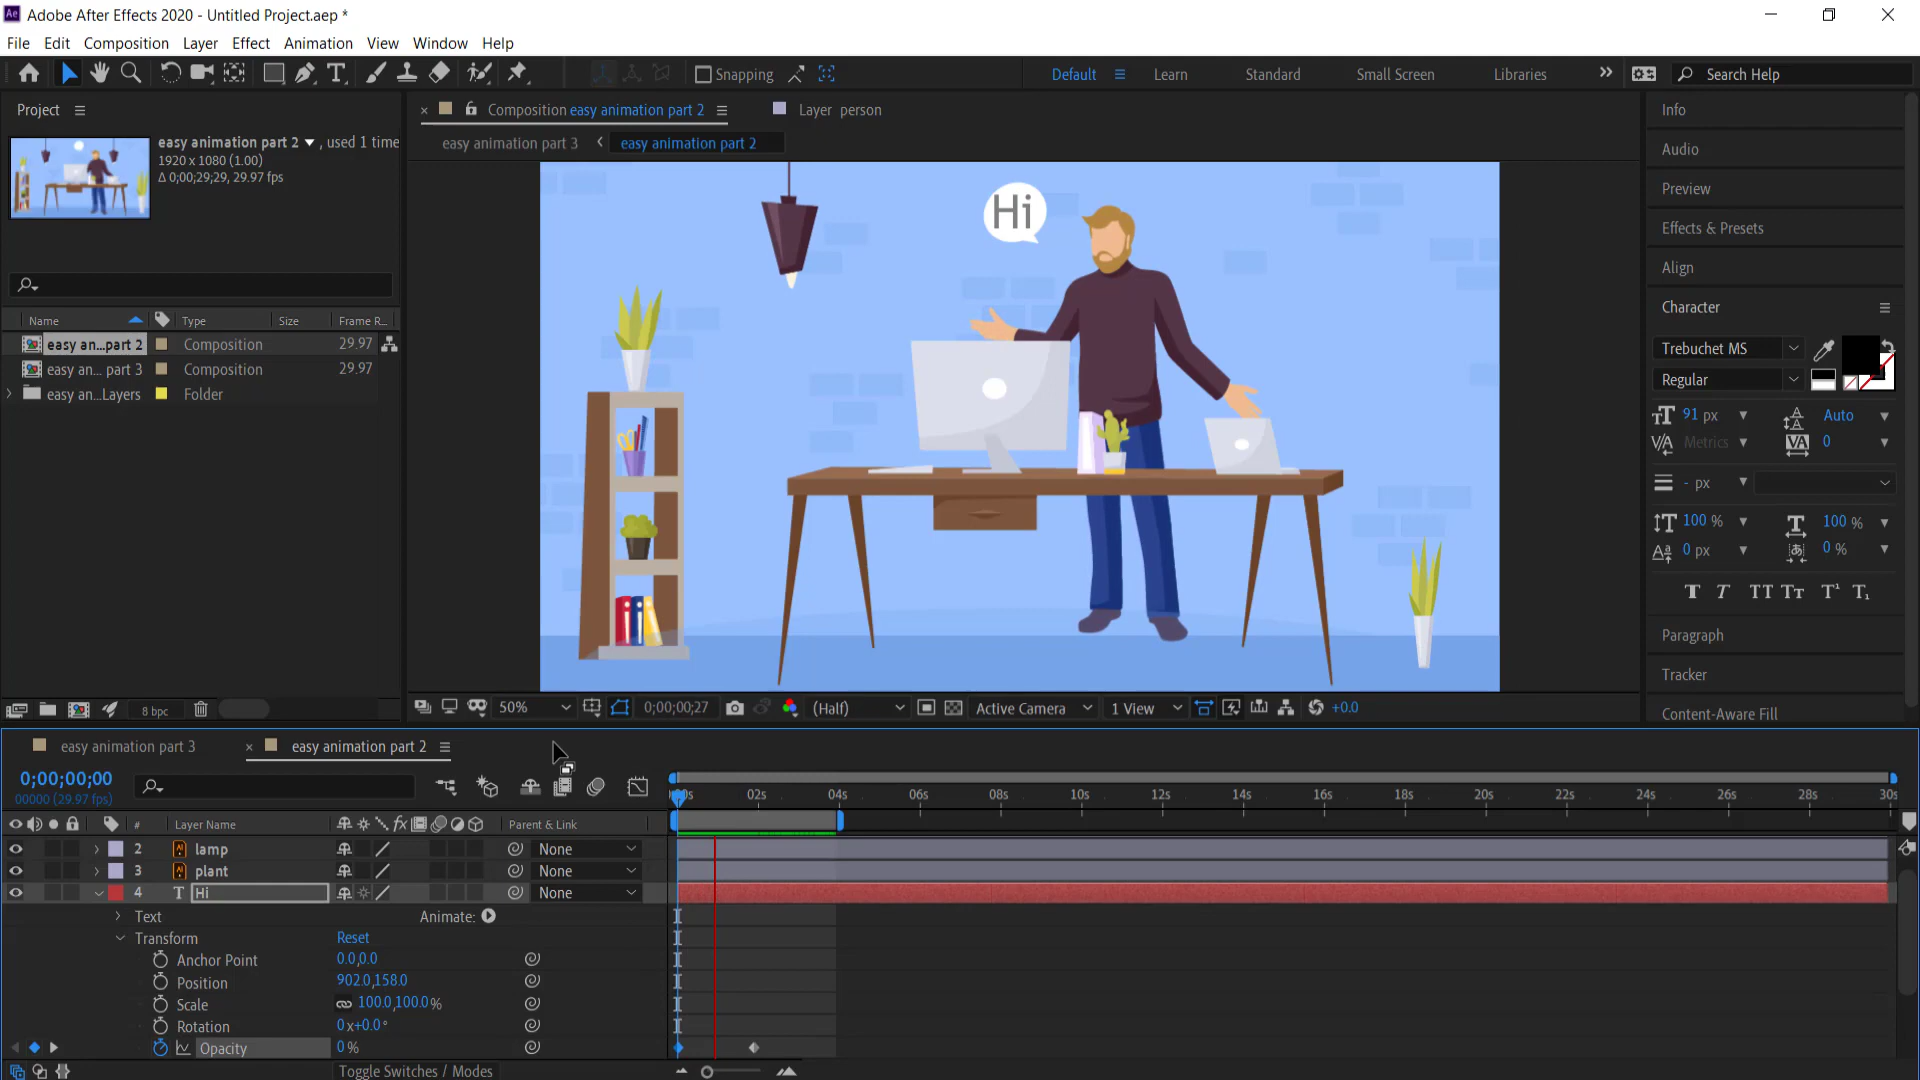 Ae Adobe After Effects 2020 - Untitled Project.aep *
File Edit Composition Layer Effect Animation View Window Help
Snapping Default Learn Standard Small Screen Libraries Search Help
Project
easy animation part 2 , used 1 time
1920 x 1080 (1.00)
Δ 0;00;29;29, 29.97 fps
Name Type Size Frame R...
easy an...part 2 Composition 29.97
easy an... part 3 Composition 29.97
easy an...Layers Folder
8 bpc
Composition easy animation part 2 Layer person
easy animation part 3 easy animation part 2
Hi
50% 0;00;00;27 (Half) Active Camera 1 View +0.0
Info
Audio
Preview
Effects & Presets
Align
Character
Trebuchet MS
Regular
91 px Auto
Metrics 0
- px
100 % 100 %
0 px 0 %
Paragraph
Tracker
Content-Aware Fill
easy animation part 3 easy animation part 2
0;00;00;00
00000 (29.97 fps)
00s 02s 04s 06s 08s 10s 12s 14s 16s 18s 20s 22s 24s 26s 28s 30s
# Layer Name Parent & Link
2 lamp None
3 plant None
4 Hi None
Text Animate:
Transform Reset
Anchor Point 0.0,0.0
Position 902.0,158.0
Scale 100.0,100.0%
Rotation 0x+0.0°
Opacity 0 %
Toggle Switches / Modes